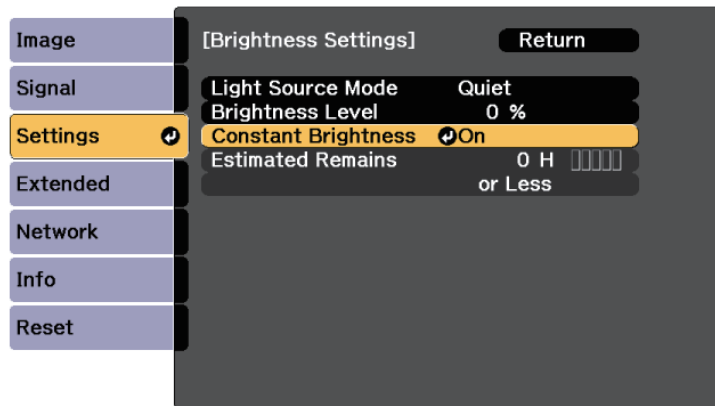 Image
Signal
Settings
Extended
Network
Info
Reset
[Brightness Settings] Return
Light Source Mode Quiet
Brightness Level 0 %
Constant Brightness On
Estimated Remains 0 H
or Less